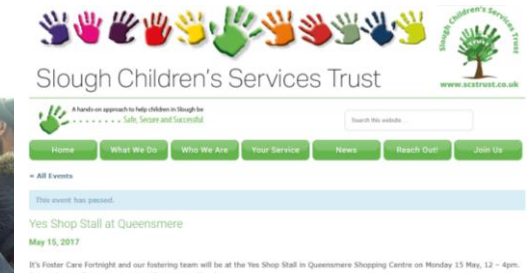 Slough Children's Services Trust
Slough Children's Services Trust
www.scstrust.co.uk
A hands-on approach to help children in Slough be
Safe, Secure and Successful
Search this website ...
Home What We Do Who We Are Your Service News Reach Out! Join Us
« All Events
This event has passed.
Yes Shop Stall at Queensmere
May 15, 2017
It's Foster Care Fortnight and our fostering team will be at the Yes Shop Stall in Queensmere Shopping Centre on Monday 15 May, 12 – 4pm.